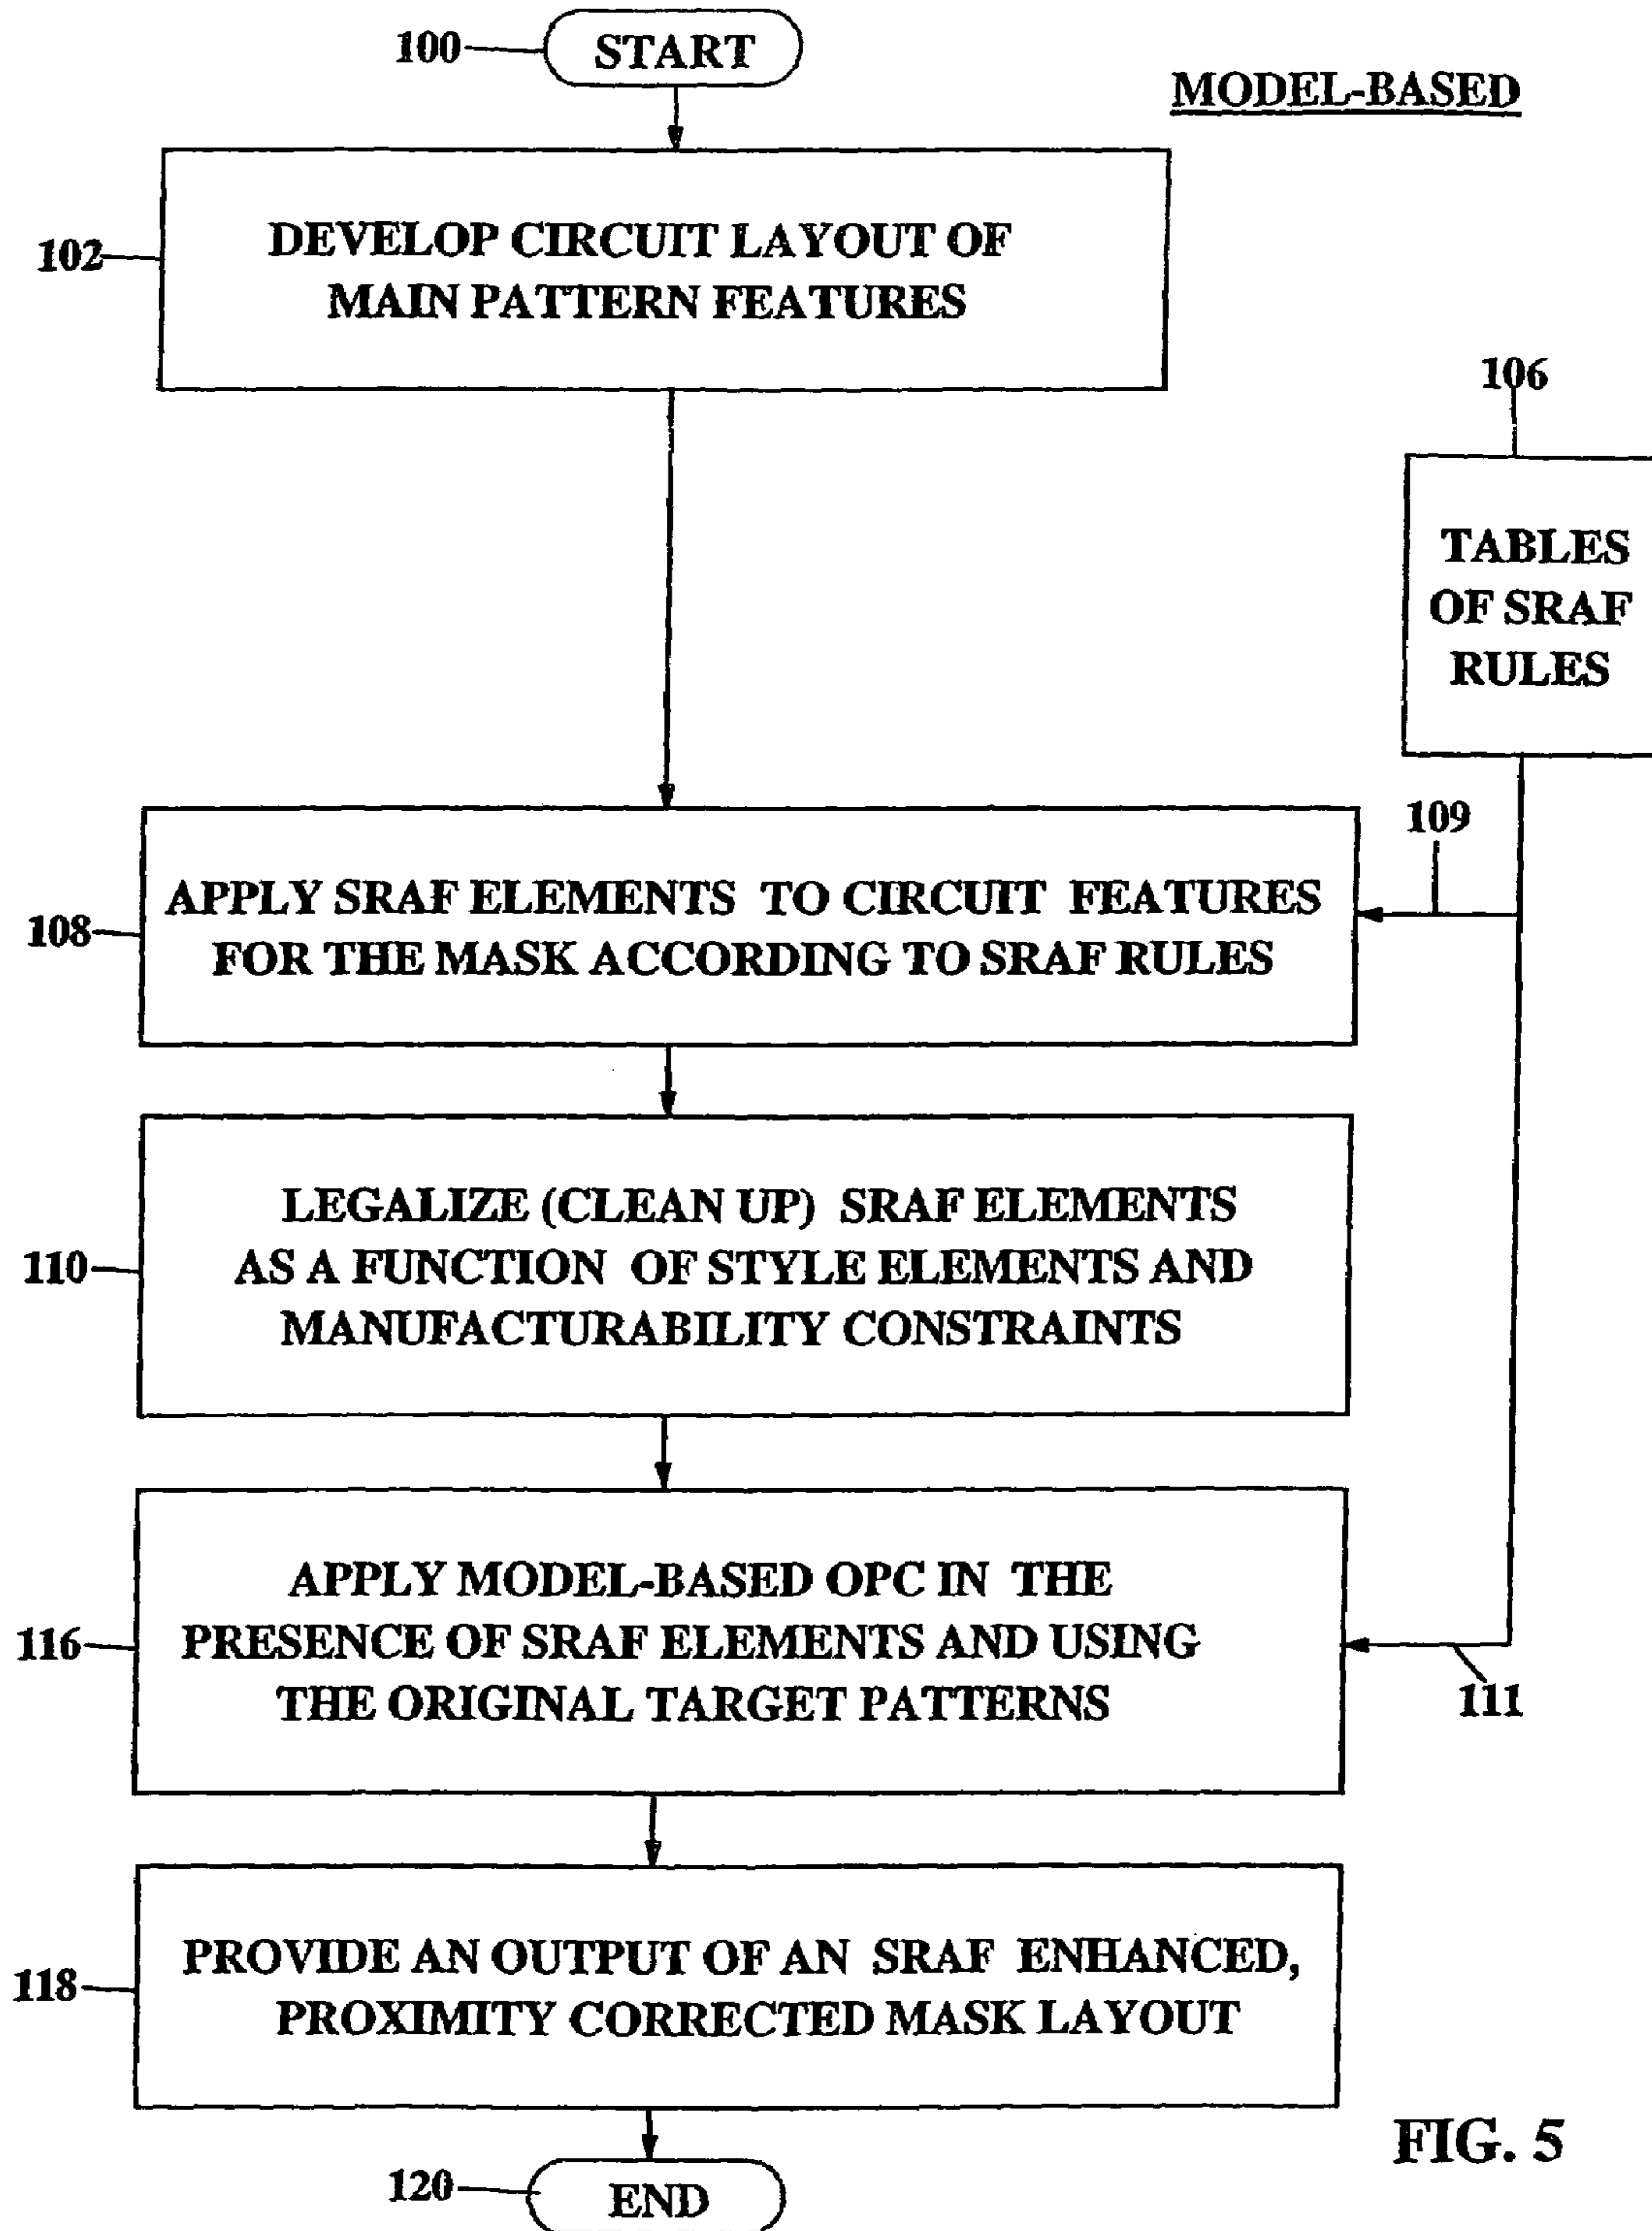 100
START
MODEL-BASED
102
DEVELOP CIRCUIT LAYOUT OF
MAIN PATTERN FEATURES
106
TABLES
OF SRAF
RULES
109
108
APPLY SRAF ELEMENTS TO CIRCUIT FEATURES
FOR THE MASK ACCORDING TO SRAF RULES
110
LEGALIZE (CLEAN UP) SRAF ELEMENTS
AS A FUNCTION OF STYLE ELEMENTS AND
MANUFACTURABILITY CONSTRAINTS
116
APPLY MODEL-BASED OPC IN THE
PRESENCE OF SRAF ELEMENTS AND USING
THE ORIGINAL TARGET PATTERNS
111
118
PROVIDE AN OUTPUT OF AN SRAF ENHANCED,
PROXIMITY CORRECTED MASK LAYOUT
FIG. 5
120
END